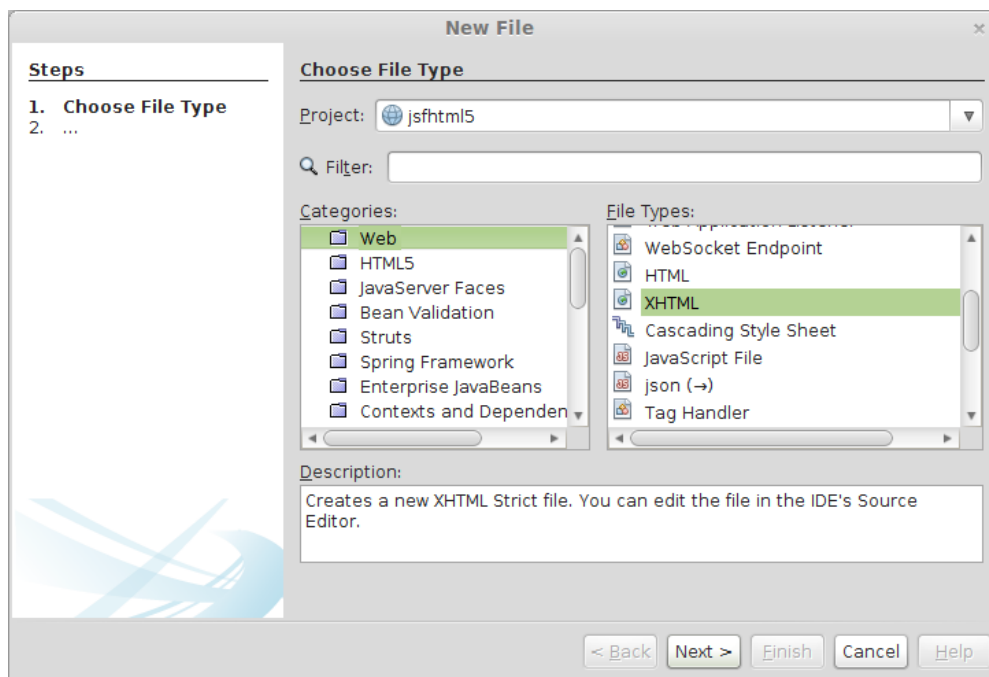 New File
Steps
1. Choose File Type
2. ...
Choose File Type
Project: jsfhtml5
Filter:
Categories:
Web
HTML5
JavaServer Faces
Bean Validation
Struts
Spring Framework
Enterprise JavaBeans
Contexts and Dependen
File Types:
Web Application Listener
WebSocket Endpoint
HTML
XHTML
Cascading Style Sheet
JavaScript File
json (→)
Tag Handler
Description:
Creates a new XHTML Strict file. You can edit the file in the IDE's Source
Editor.
< Back
Next >
Finish
Cancel
Help